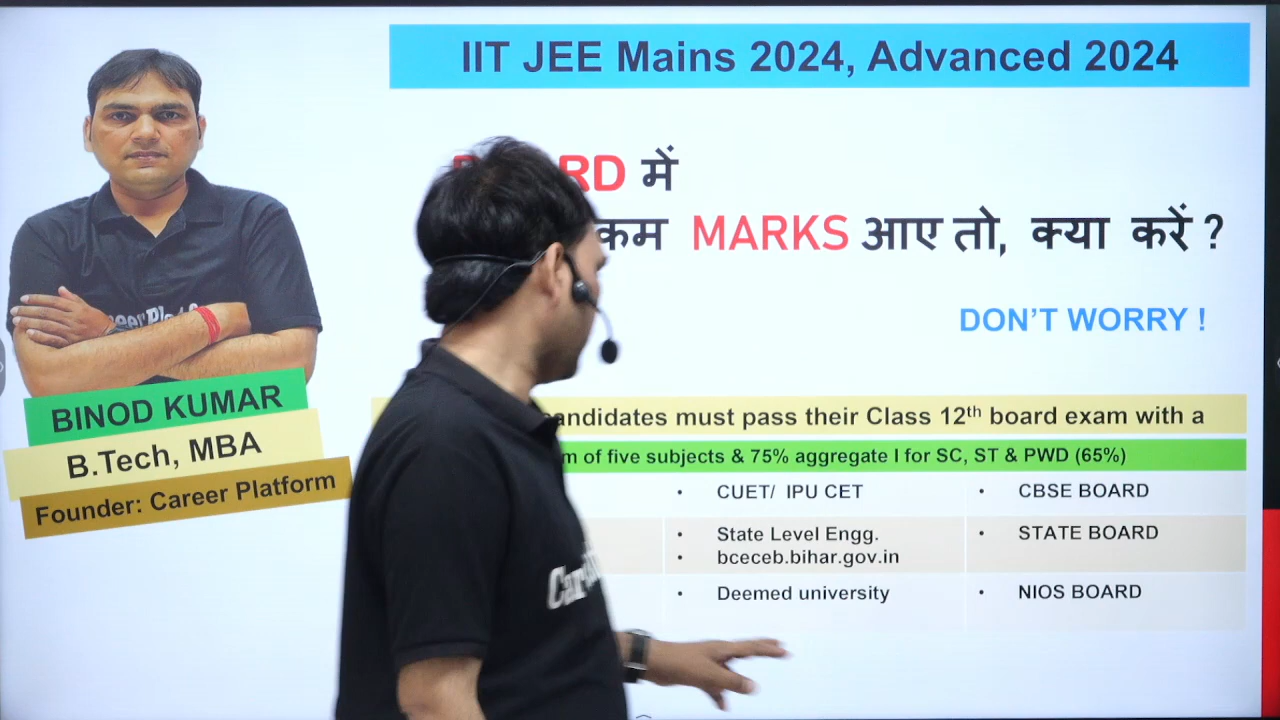 IIT JEE Mains 2024, Advanced 2024
में
कम MARKS आए तो, क्या करें ?
DON'T WORRY !
BINOD KUMAR
B.Tech, MBA
Founder: Career Platform
candidates must pass their Class 12th board exam with a
of five subjects & 75% aggregate I for SC, ST & PWD (65%)
• CUET/ IPU CET • CBSE BOARD
• State Level Engg. • STATE BOARD
• bceceb.bihar.gov.in
• Deemed university • NIOS BOARD